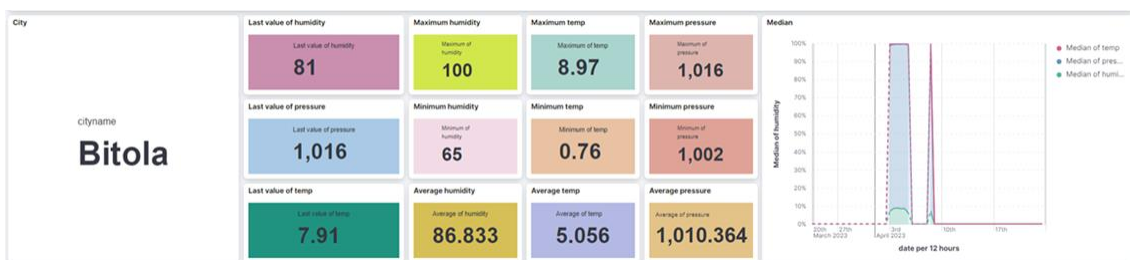 City
cityname
Bitola
Last value of humidity
Last value of humidity
81
Maximum humidity
Maximum of
humidity
100
Maximum temp
Maximum of temp
8.97
Maximum pressure
Maximum of
pressure
1,016
Last value of pressure
Last value of pressure
1,016
Minimum humidity
Minimum of
humidity
65
Minimum temp
Minimum of temp
0.76
Minimum pressure
Minimum of
pressure
1,002
Last value of temp
Last value of temp
7.91
Average humidity
Average of humidity
86.833
Average temp
Average of temp
5.056
Average pressure
Average of pressure
1,010.364
Median
Median of humidity
100%
90%
80%
70%
60%
50%
40%
30%
20%
10%
0%
20th 27th 3rd 10th 17th
March 2023 April 2023
date per 12 hours
Median of temp
Median of pres...
Median of humi...